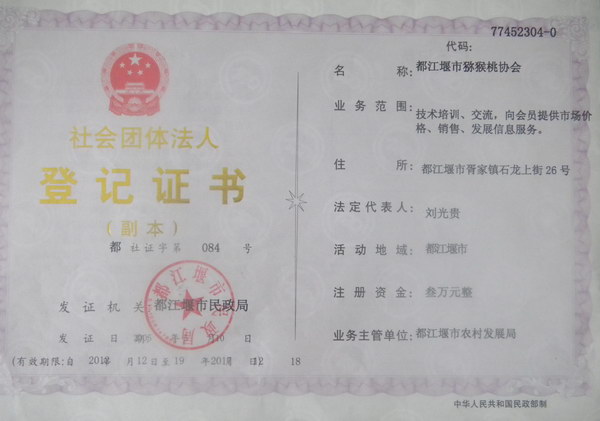 77452304-0
代码:
名 称: 都江堰市猕猴桃协会
业务范围: 技术培训、交流，向会员提供市场价
格、销售、发展信息服务。
住 所: 都江堰市胥家镇石龙上街26号
法定代表人: 刘光贵
活动地域: 都江堰市
注册资金: 叁万元整
业务主管单位: 都江堰市农村发展局
中华人民共和国民政部制
社会团体法人
登记证书
(副本)
都 社证字第 084 号
发证机关 都江堰市民政局
发证日期
(有效期限:自 月12日至19 年 18